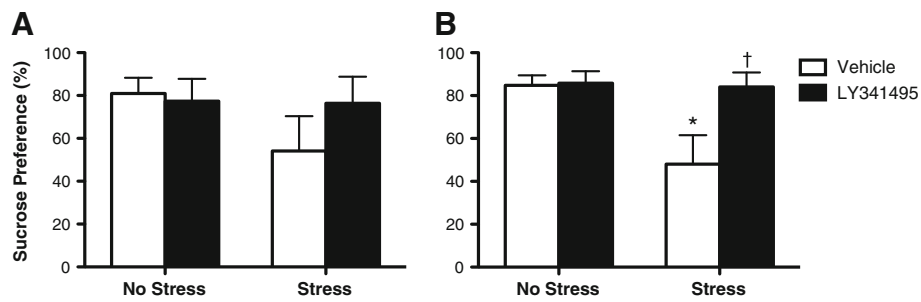 A
Sucrose Preference (%)
100
80
60
40
20
0
No Stress
Stress
B
100
80
60
40
20
0
*
†
No Stress
Stress
Vehicle
LY341495